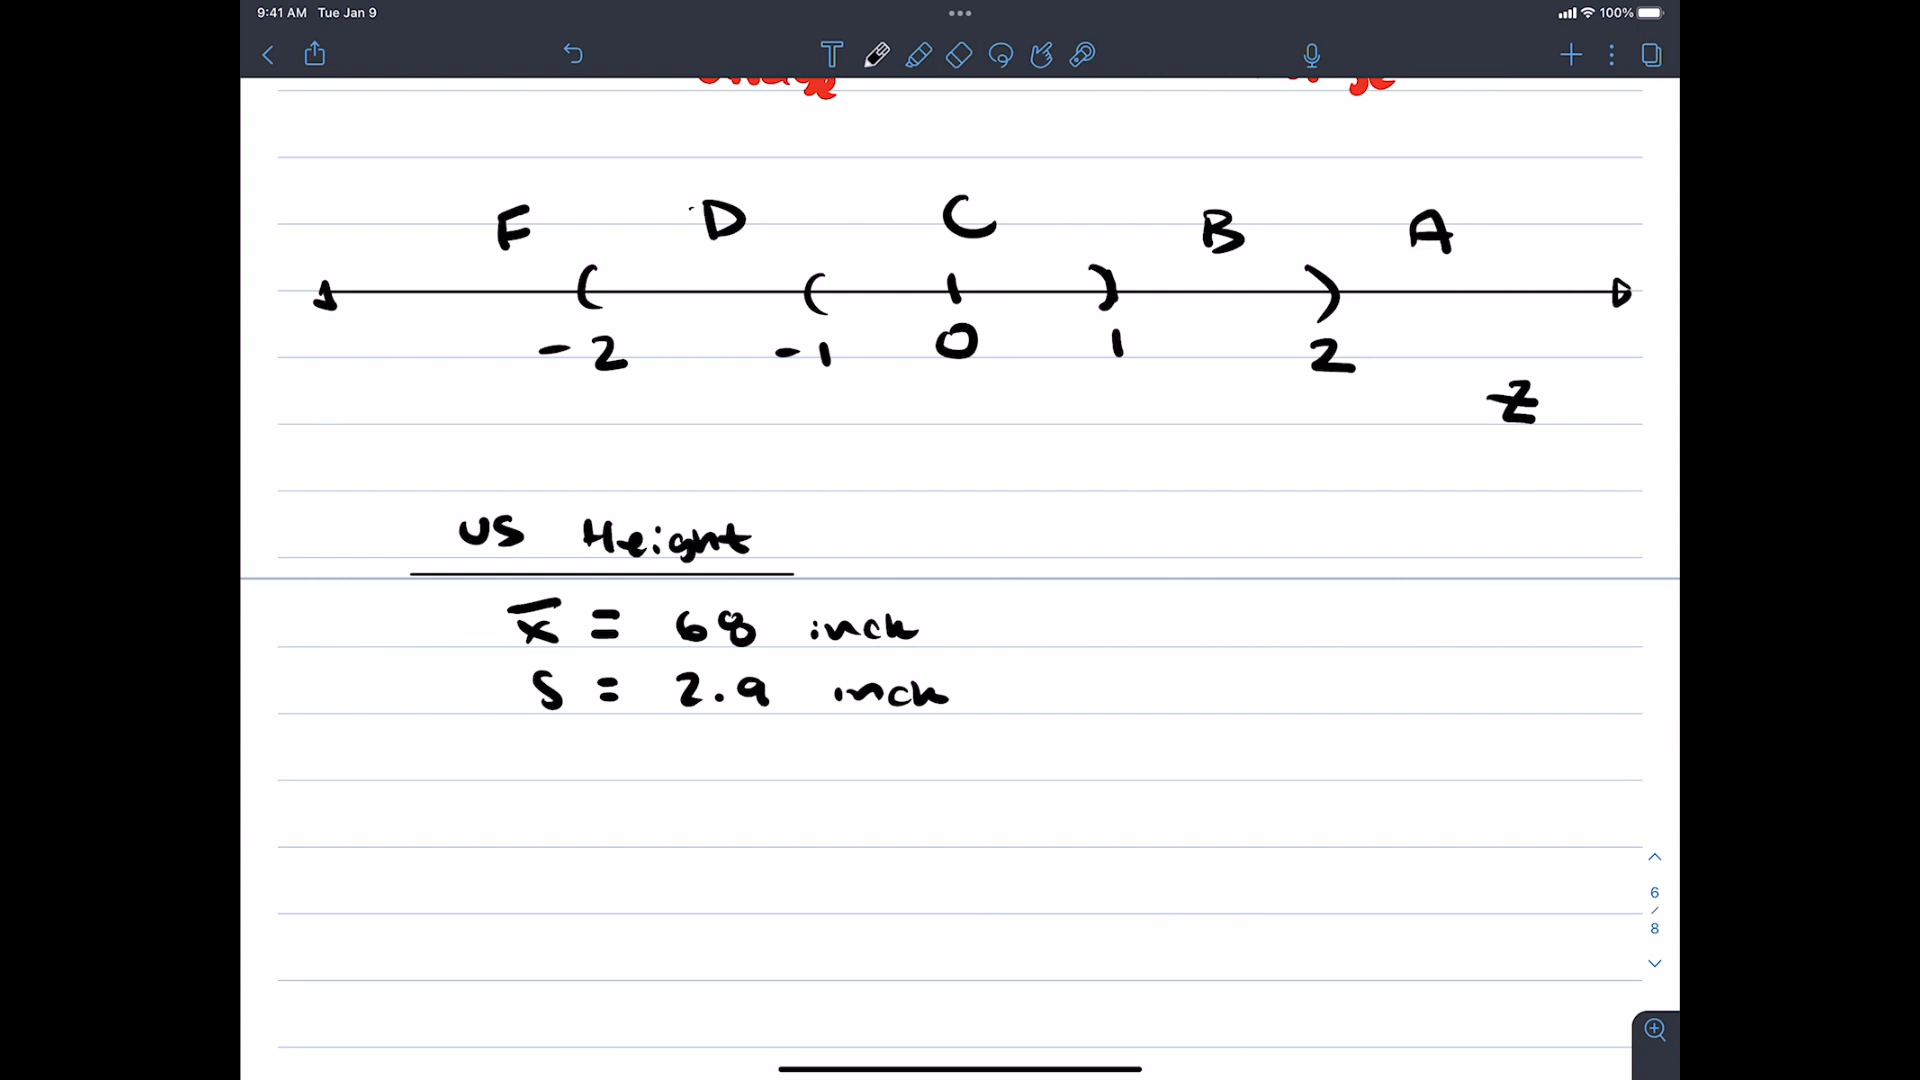 9:41 AM Tue Jan 9
100%
F D C B A
-2 -1 0 1 2
Z
US Height
x̄ = 68 inch
S = 2.9 inch
6
/
8